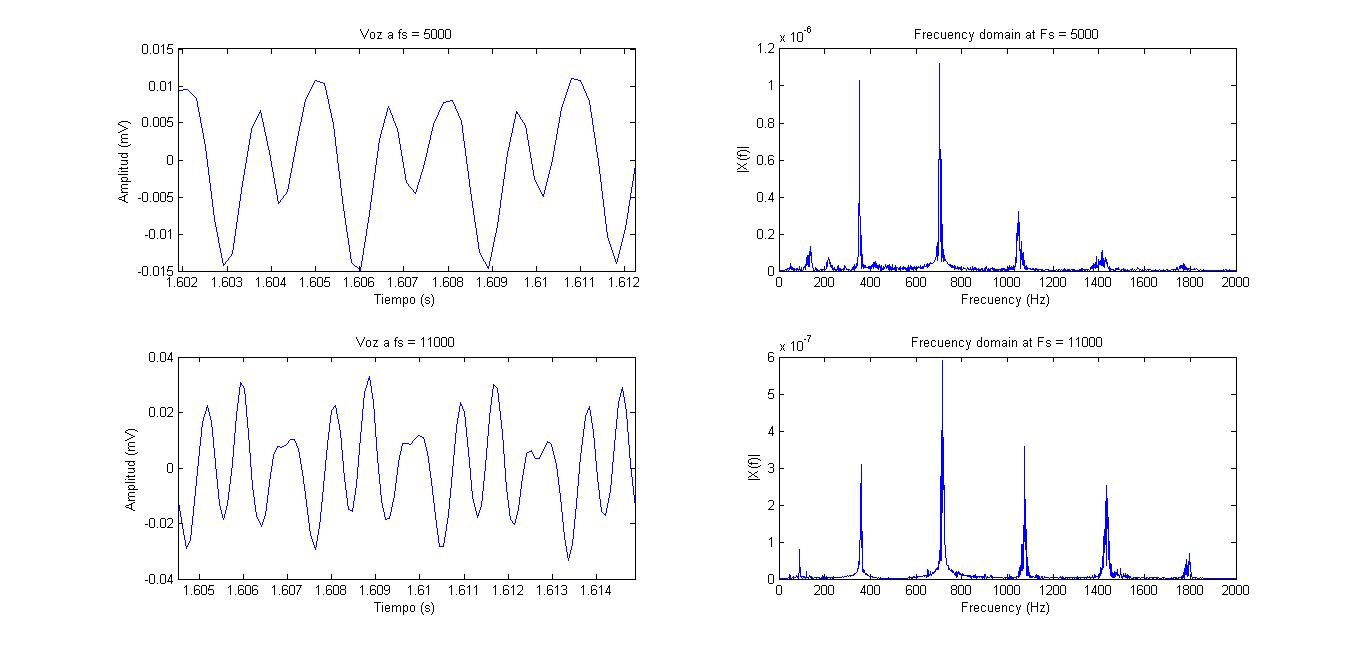 Voz a fs = 5000
0.015
0.01
0.005
0
-0.005
-0.01
-0.015
Amplitud (mV)
1.602 1.603 1.604 1.605 1.606 1.607 1.608 1.609 1.61 1.611 1.612
Tiempo (s)
Frecuency domain at Fs = 5000
x 10-6
1.2
1
0.8
0.6
0.4
0.2
0
|X(f)|
0 200 400 600 800 1000 1200 1400 1600 1800 2000
Frecuency (Hz)
Voz a fs = 11000
0.04
0.02
0
-0.02
-0.04
Amplitud (mV)
1.605 1.606 1.607 1.608 1.609 1.61 1.611 1.612 1.613 1.614
Tiempo (s)
Frecuency domain at Fs = 11000
x 10-7
6
5
4
3
2
1
0
|X(f)|
0 200 400 600 800 1000 1200 1400 1600 1800 2000
Frecuency (Hz)